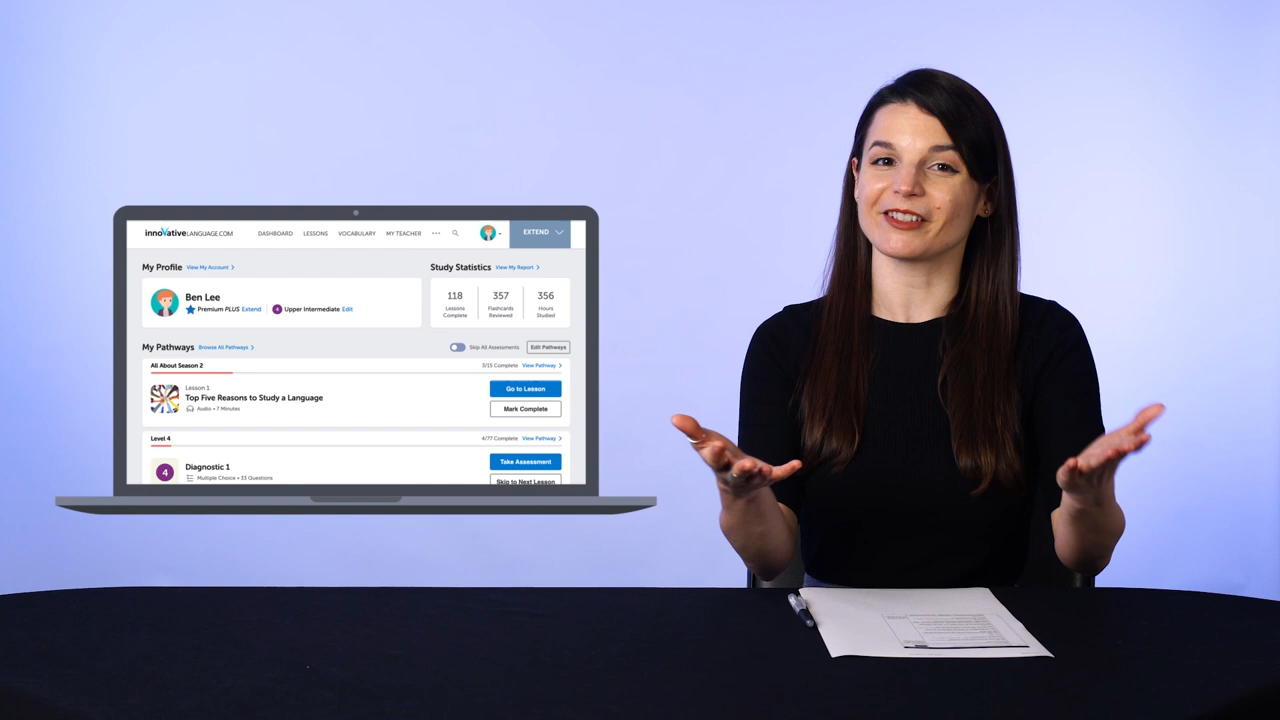 innoVativeLANGUAGE.COM DASHBOARD LESSONS VOCABULARY MY TEACHER ••• EXTEND
My Profile View My Account >
Study Statistics View My Report >
Ben Lee
Premium PLUS Extend 4 Upper Intermediate Edit
118 357 356
Lessons Complete Flashcards Reviewed Hours Studied
My Pathways Browse All Pathways > Skip All Assessments Edit Pathways
All About Season 2 3/15 Complete View Pathway >
Lesson 1
Top Five Reasons to Study a Language
Audio • 7 Minutes
Go to Lesson
Mark Complete
Level 4 4/77 Complete View Pathway >
4 Diagnostic 1
Multiple Choice • 33 Questions
Take Assessment
Skip to Next Lesson